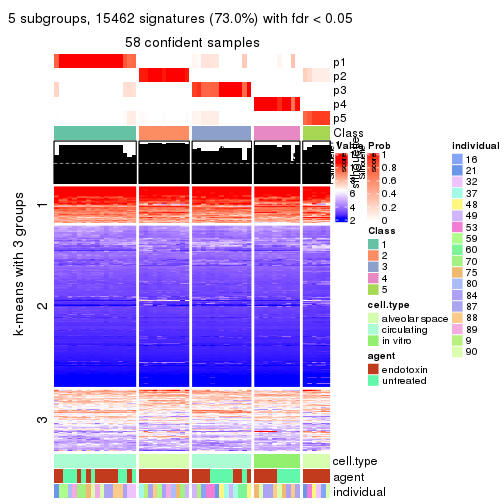 5 subgroups, 15462 signatures (73.0%) with fdr < 0.05
58 confident samples
p1
p2
p3
p4
p5
Class
Value
Prob
1
0.8
0.6
0.4
0.2
0
4
2
k-means with 3 groups
1
2
3
Class
1
2
3
4
5
cell.type
alveolar space
circulating
in vitro
agent
endotoxin
untreated
individual
16
21
32
37
48
49
53
59
60
70
75
80
84
87
88
89
9
90
cell.type
agent
individual